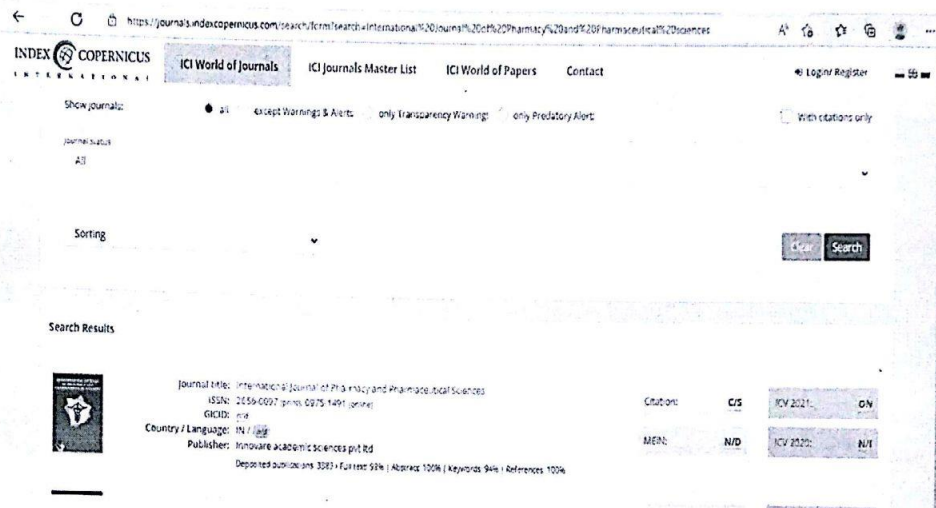 https://journals.indexcopernicus.com/search/form?search=International%20Journal%20of%20Pharmacy%20and%20Pharmaceutical%20sciences
INDEX COPERNICUS
INTERNATIONAL
ICI World of Journals
ICI Journals Master List
ICI World of Papers
Contact
Login/ Register
Show journals:
all
except Warnings & Alerts
only Transparency Warnings
only Predatory Alert
With citations only
Journal status
All
Sorting
Clear
Search
Search Results
Journal title: International Journal of Pharmacy and Pharmaceutical Sciences
ISSN: 2656-0097 (print), 0975-1491 (online)
GICID: n/d
Country / Language: IN /
Publisher: Innovare academic sciences pvt ltd
Deposited publications: 3385 > Full text: 98% | Abstract: 100% | Keywords: 94% | References: 100%
Citation: C/S
MEiN: N/D
ICV 2021: ON
ICV 2020: N/I